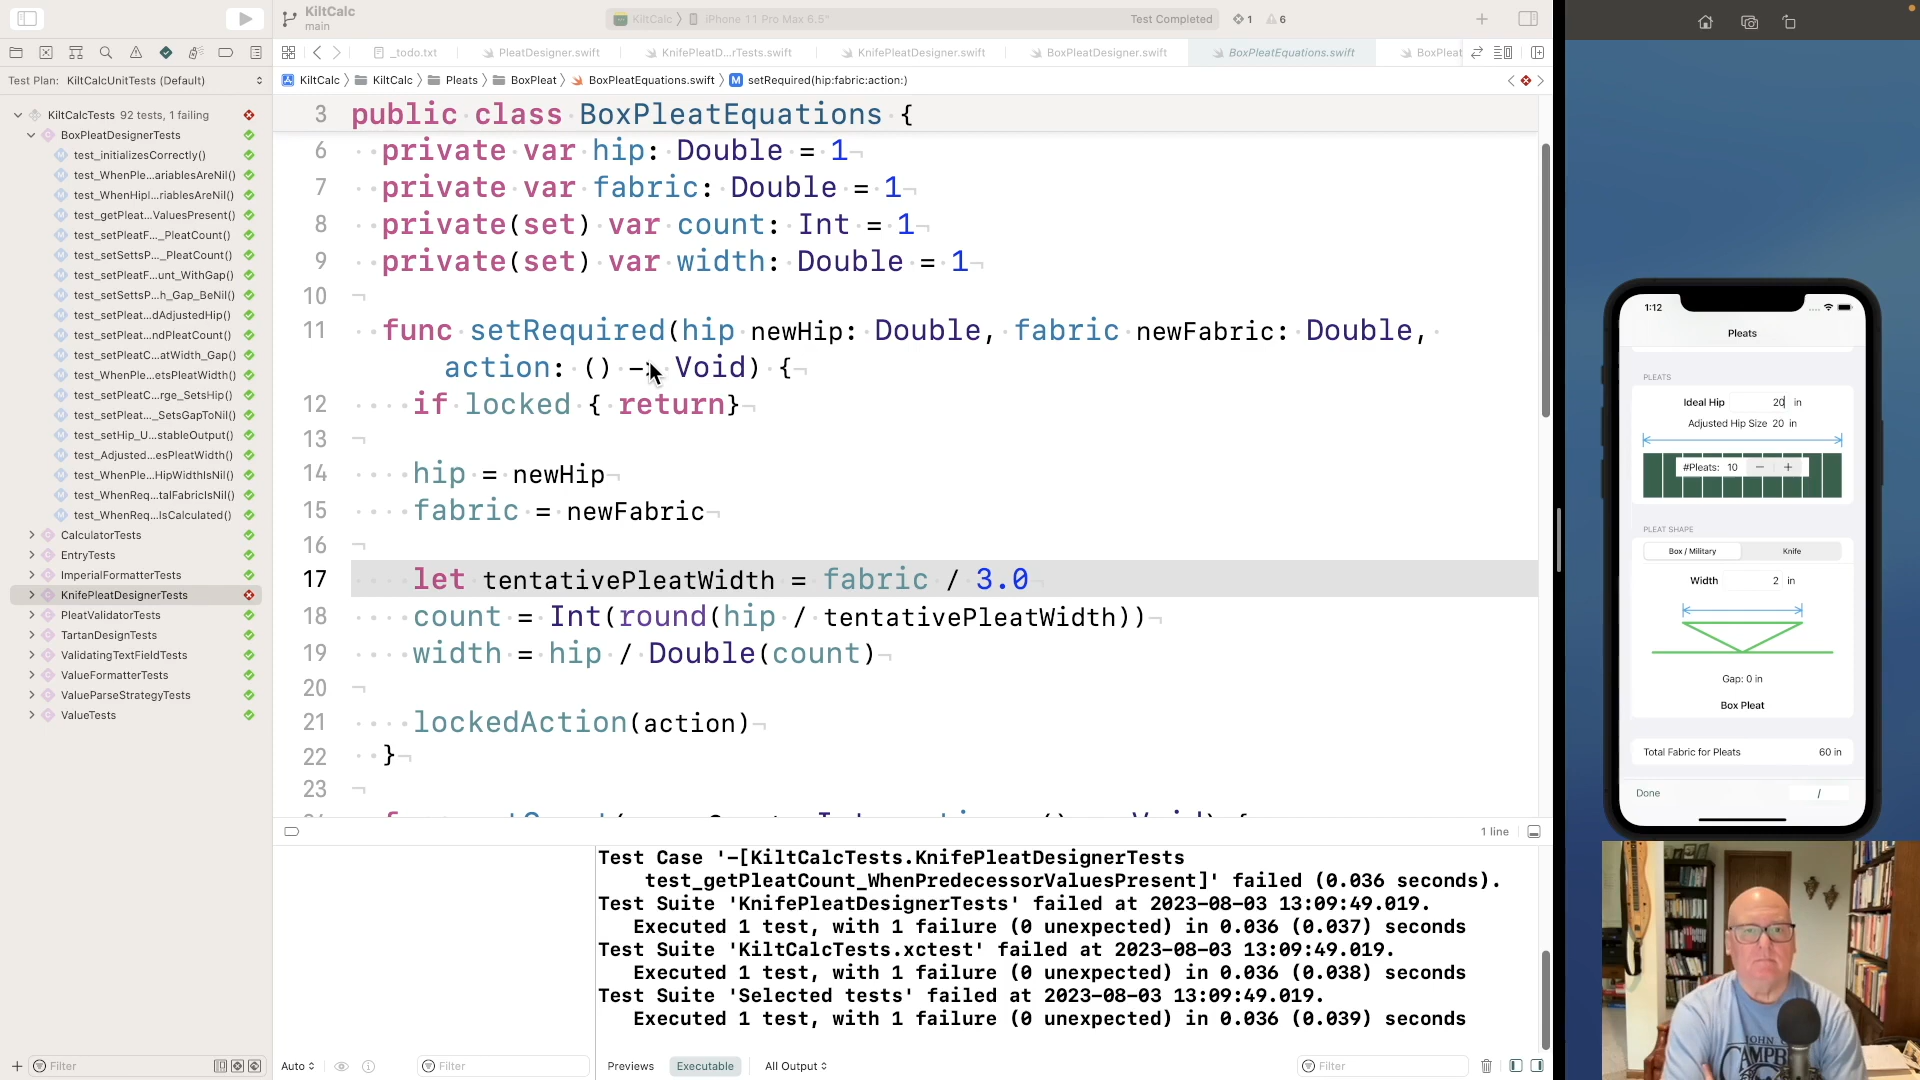 KiltCalc
main
KiltCalc
iPhone 11 Pro Max 6.5"
Test Completed
1
6
_todo.txt
PleatDesigner.swift
KnifePleatD...rTests.swift
KnifePleatDesigner.swift
BoxPleatDesigner.swift
BoxPleatEquations.swift
BoxPleat
Test Plan: KiltCalcUnitTests (Default)
KiltCalc
KiltCalc
Pleats
BoxPleat
BoxPleatEquations.swift
M setRequired(hip:fabric:action:)
KiltCalcTests 92 tests, 1 failing
BoxPleatDesignerTests
test_initializesCorrectly()
test_WhenPle...ariablesAreNil()
test_WhenHipI...riablesAreNil()
test_getPleat...ValuesPresent()
test_setPleatF..._PleatCount()
test_setSettsP..._PleatCount()
test_setPleatF...unt_WithGap()
test_setSettsP...h_Gap_BeNil()
test_setPleat...dAdjustedHip()
test_setPleat...ndPleatCount()
test_setPleatC...atWidth_Gap()
test_WhenPle...etsPleatWidth()
test_setPleatC...rge_SetsHip()
test_setPleat..._SetsGapToNil()
test_setHip_U...stableOutput()
test_Adjusted...esPleatWidth()
test_WhenPle...HipWidthIsNil()
test_WhenReq...talFabricIsNil()
test_WhenReq...IsCalculated()
CalculatorTests
EntryTests
ImperialFormatterTests
KnifePleatDesignerTests
PleatValidatorTests
TartanDesignTests
ValidatingTextFieldTests
ValueFormatterTests
ValueParseStrategyTests
ValueTests
Filter
3 public class BoxPleatEquations {
6 private var hip: Double = 1
7 private var fabric: Double = 1
8 private(set) var count: Int = 1
9 private(set) var width: Double = 1
10
11 func setRequired(hip newHip: Double, fabric newFabric: Double,
action: () -> Void) {
12 if locked { return}
13
14 hip = newHip
15 fabric = newFabric
16
17 let tentativePleatWidth = fabric / 3.0
18 count = Int(round(hip / tentativePleatWidth))
19 width = hip / Double(count)
20
21 lockedAction(action)
22 }
23
1 line
Test Case '-[KiltCalcTests.KnifePleatDesignerTests
test_getPleatCount_WhenPredecessorValuesPresent]' failed (0.036 seconds).
Test Suite 'KnifePleatDesignerTests' failed at 2023-08-03 13:09:49.019.
Executed 1 test, with 1 failure (0 unexpected) in 0.036 (0.037) seconds
Test Suite 'KiltCalcTests.xctest' failed at 2023-08-03 13:09:49.019.
Executed 1 test, with 1 failure (0 unexpected) in 0.036 (0.038) seconds
Test Suite 'Selected tests' failed at 2023-08-03 13:09:49.019.
Executed 1 test, with 1 failure (0 unexpected) in 0.036 (0.039) seconds
Auto
Filter
Previews
Executable
All Output
Filter
1:12
Pleats
PLEATS
Ideal Hip 20 in
Adjusted Hip Size 20 in
#Pleats: 10 − +
PLEAT SHAPE
Box / Military
Knife
Width 2 in
Gap: 0 in
Box Pleat
Total Fabric for Pleats 60 in
Done
/